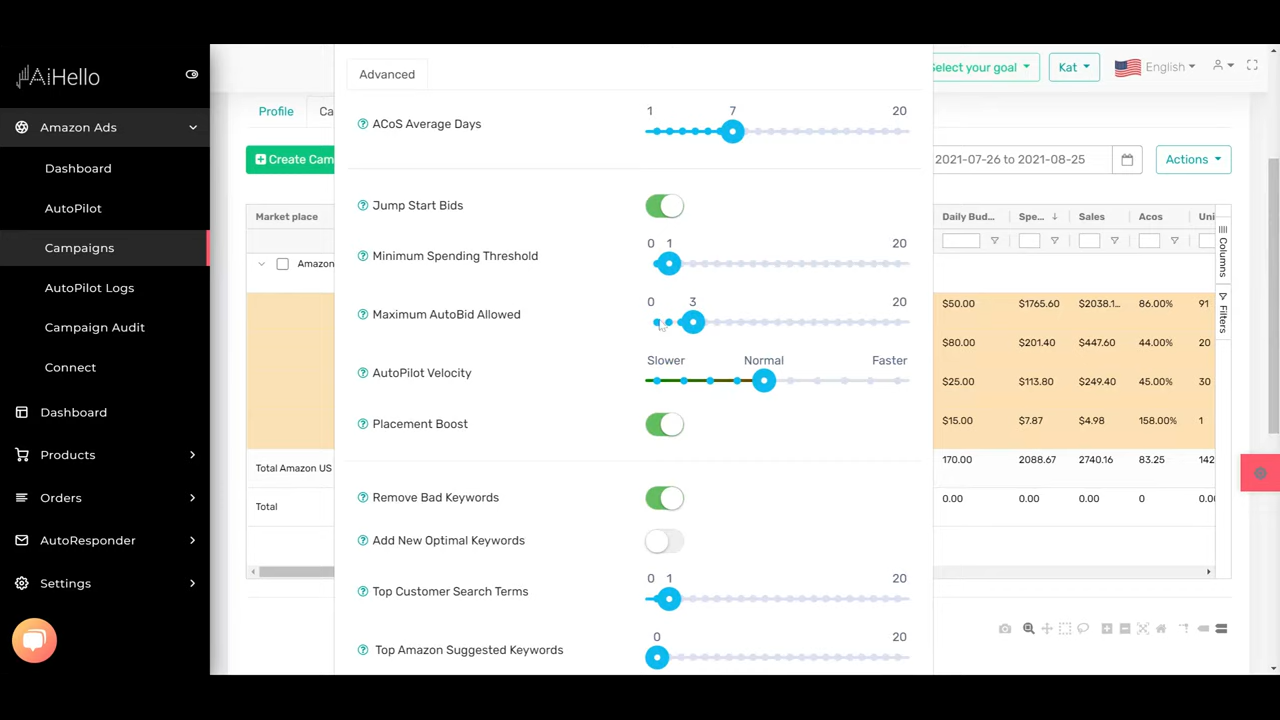 AiHello
Amazon Ads
Dashboard
AutoPilot
Campaigns
AutoPilot Logs
Campaign Audit
Connect
Dashboard
Products
Orders
AutoResponder
Settings
Select your goal
Kat
English
Profile
Ca
Create Cam
2021-07-26 to 2021-08-25
Actions
Market place
Daily Bud...
Spe...
Sales
Acos
Uni
Amazon
$50.00 $1765.60 $2038.1... 86.00% 91
$80.00 $201.40 $447.60 44.00% 20
$25.00 $113.80 $249.40 45.00% 30
$15.00 $7.87 $4.98 158.00% 1
Total Amazon US 170.00 2088.67 2740.16 83.25 142
Total 0.00 0.00 0.00 0 0.00
Columns
Filters
Advanced
ACoS Average Days
1 7 20
Jump Start Bids
Minimum Spending Threshold
0 1 20
Maximum AutoBid Allowed
0 3 20
AutoPilot Velocity
Slower Normal Faster
Placement Boost
Remove Bad Keywords
Add New Optimal Keywords
Top Customer Search Terms
0 1 20
Top Amazon Suggested Keywords
0 20